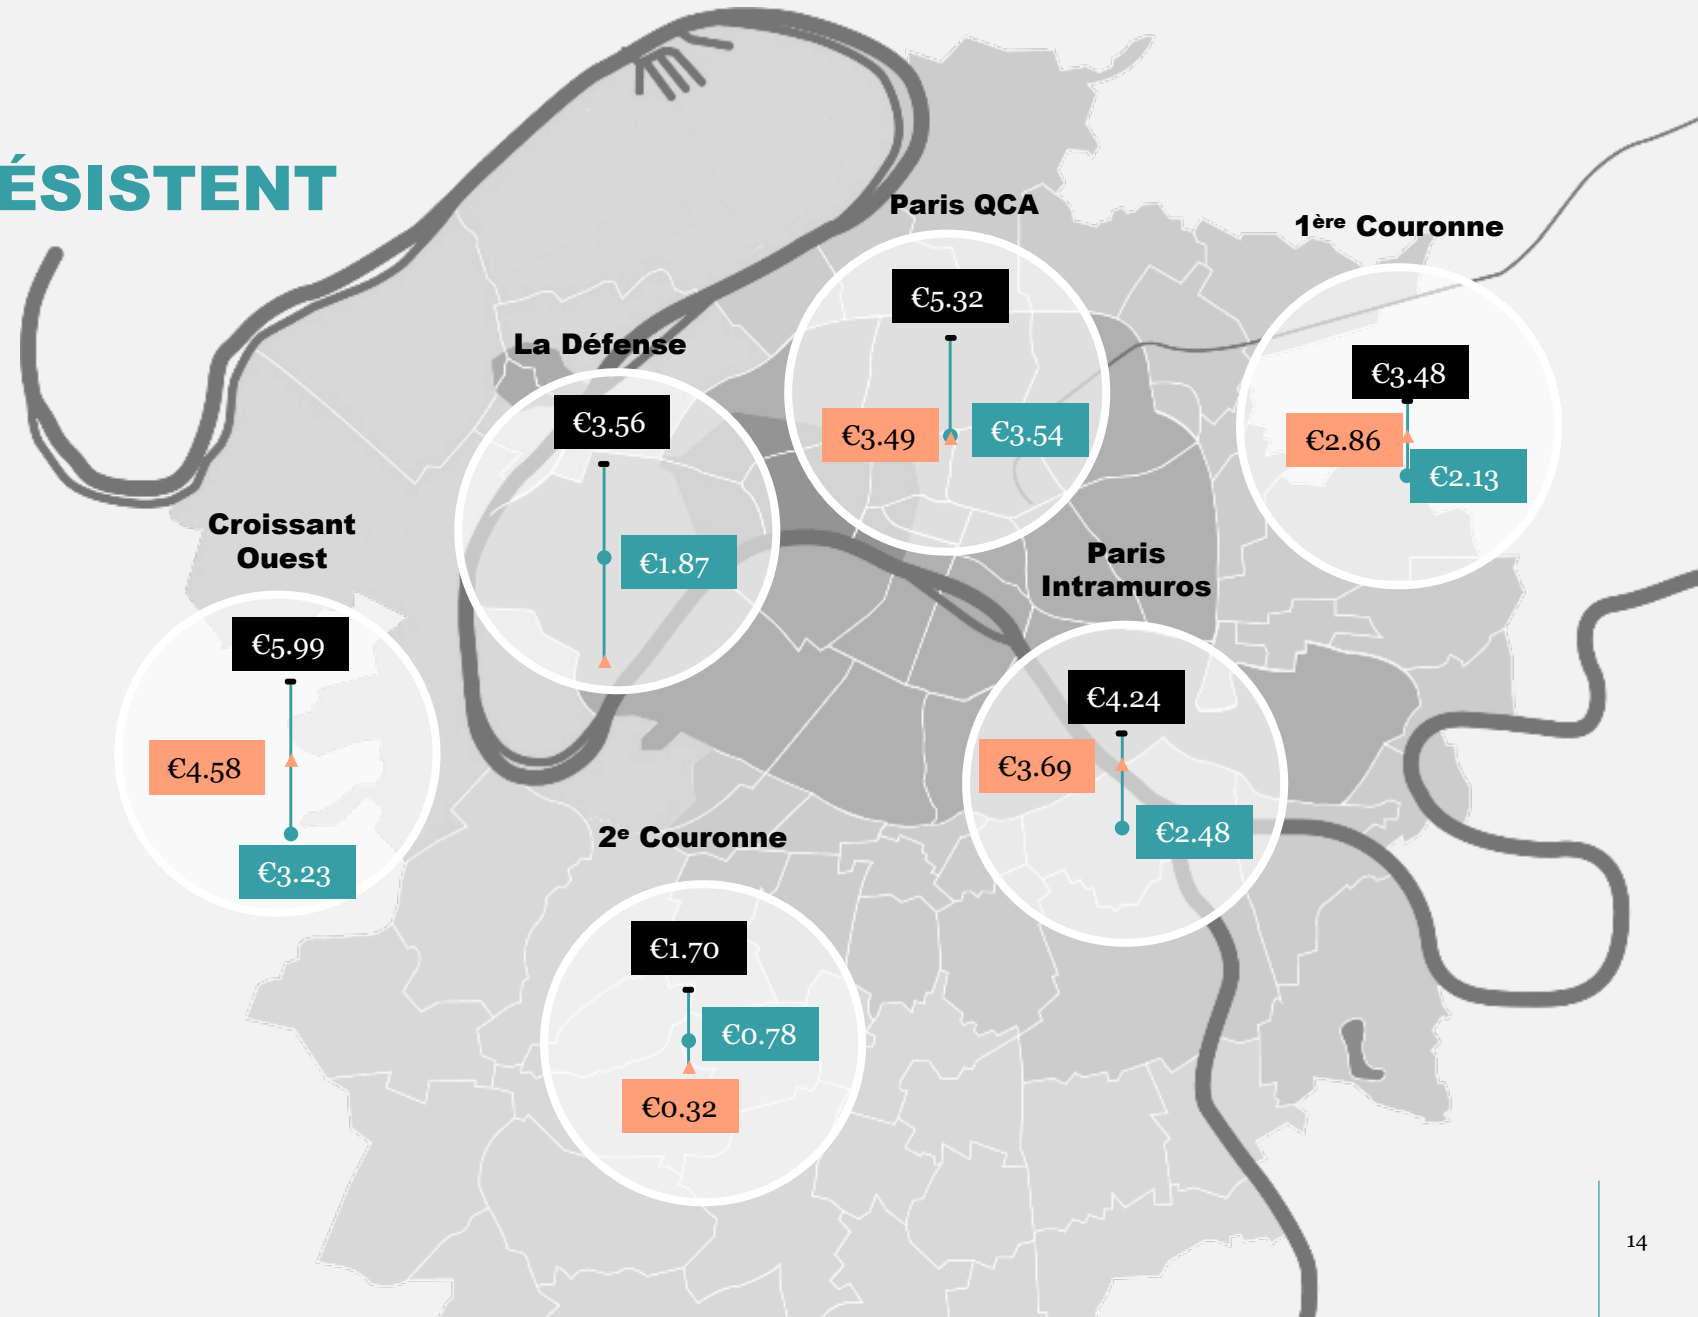 ÉSISTENT
Paris QCA
€5.32
€3.49
€3.54
1ère Couronne
€3.48
€2.86
€2.13
La Défense
€3.56
€1.87
Croissant
Ouest
€5.99
€4.58
€3.23
Paris
Intramuros
€4.24
€3.69
€2.48
2e Couronne
€1.70
€0.78
€0.32
14